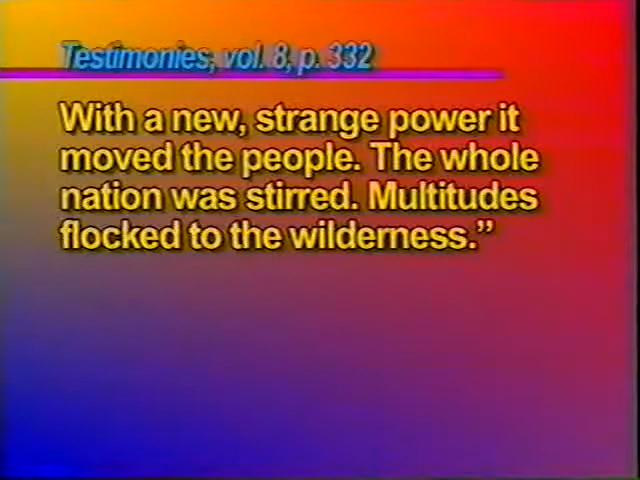 Testimonies, vol. 8, p. 332
With a new, strange power it
moved the people. The whole
nation was stirred. Multitudes
flocked to the wilderness.”